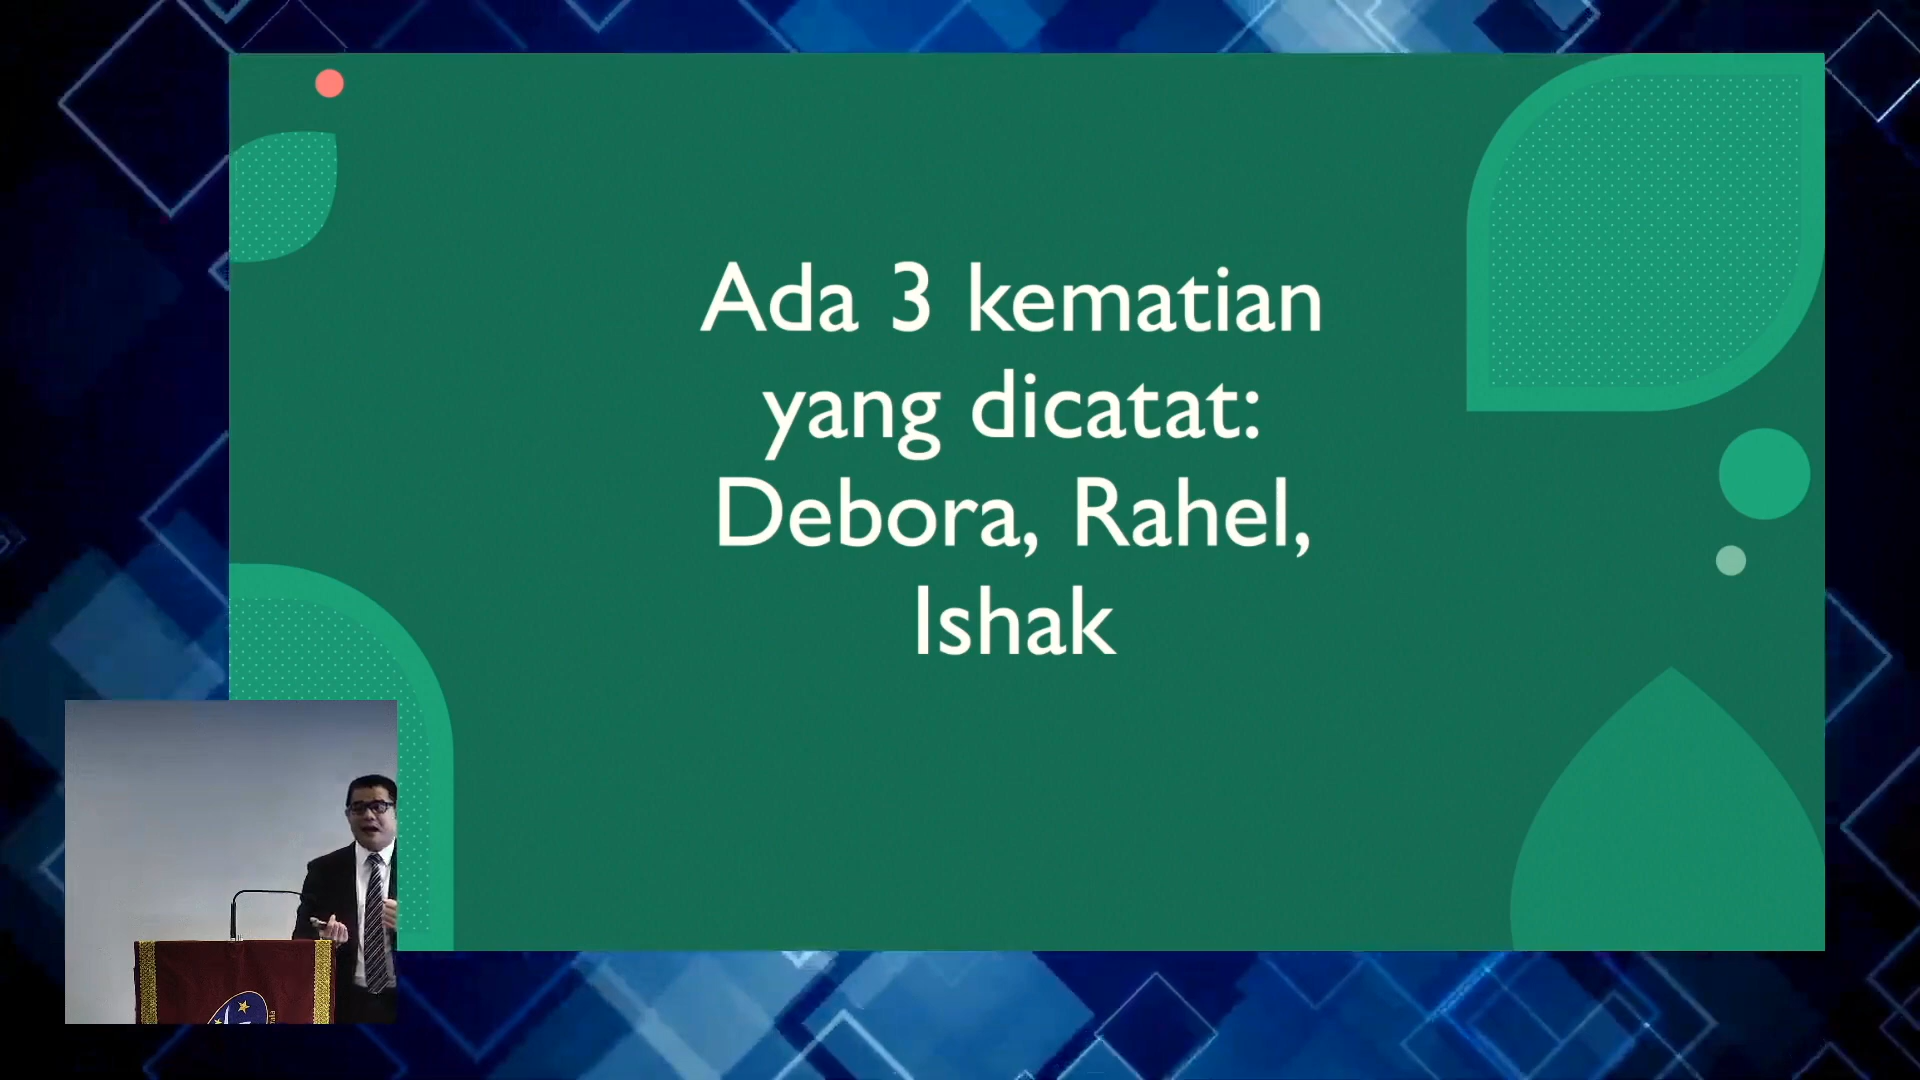 Ada 3 kematian
yang dicatat:
Debora, Rahel,
Ishak